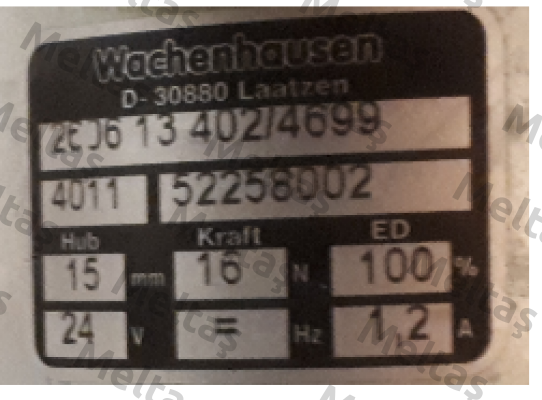 Wachenhausen
D- 30880 Laatzen
13 402/4699
4011 52258002
Hub Kraft ED
15 mm 16 N 100 %
24 V = Hz 1,2 A
Meltaş